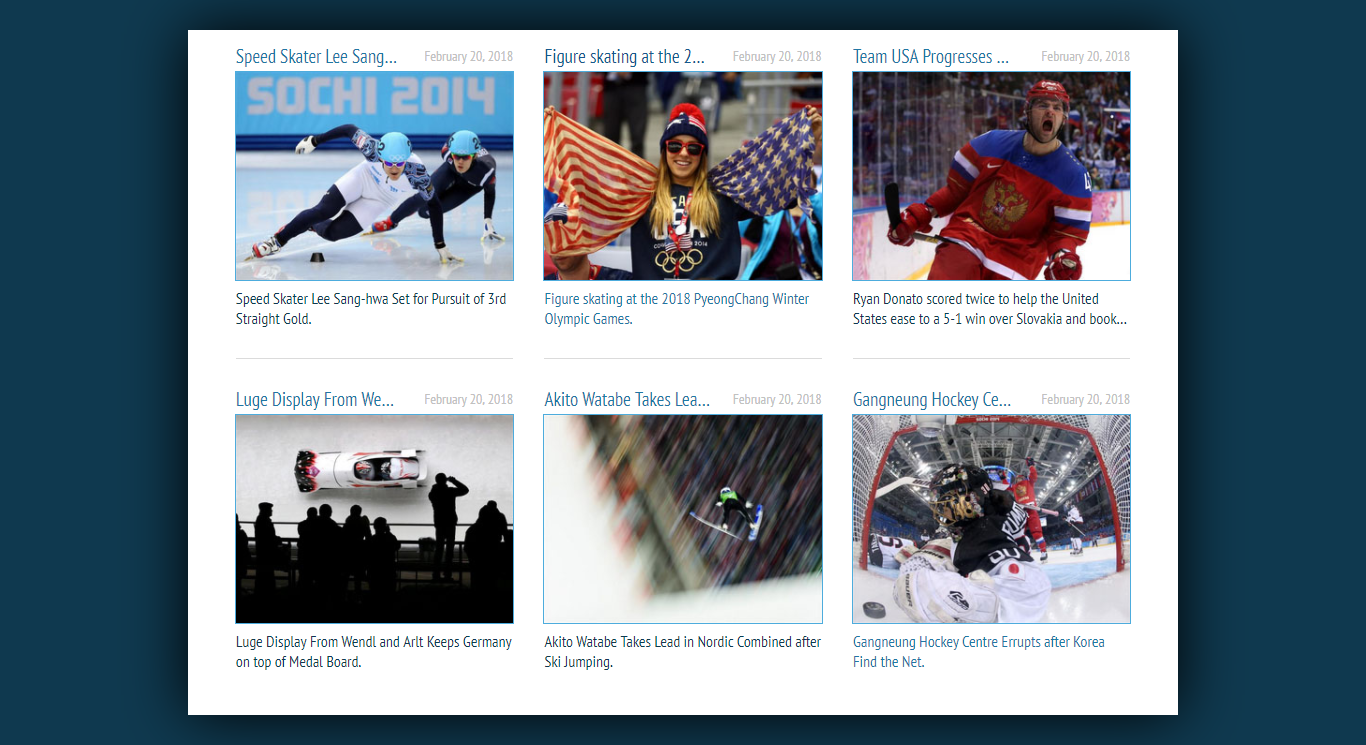 Speed Skater Lee Sang...
February 20, 2018
Figure skating at the 2...
February 20, 2018
Team USA Progresses ...
February 20, 2018
SOCHI 2014
Speed Skater Lee Sang-hwa Set for Pursuit of 3rd
Straight Gold.
Figure skating at the 2018 PyeongChang Winter
Olympic Games.
Ryan Donato scored twice to help the United
States ease to a 5-1 win over Slovakia and book...
Luge Display From We...
February 20, 2018
Akito Watabe Takes Lea...
February 20, 2018
Gangneung Hockey Ce...
February 20, 2018
Luge Display From Wendl and Arlt Keeps Germany
on top of Medal Board.
Akito Watabe Takes Lead in Nordic Combined after
Ski Jumping.
Gangneung Hockey Centre Errupts after Korea
Find the Net.